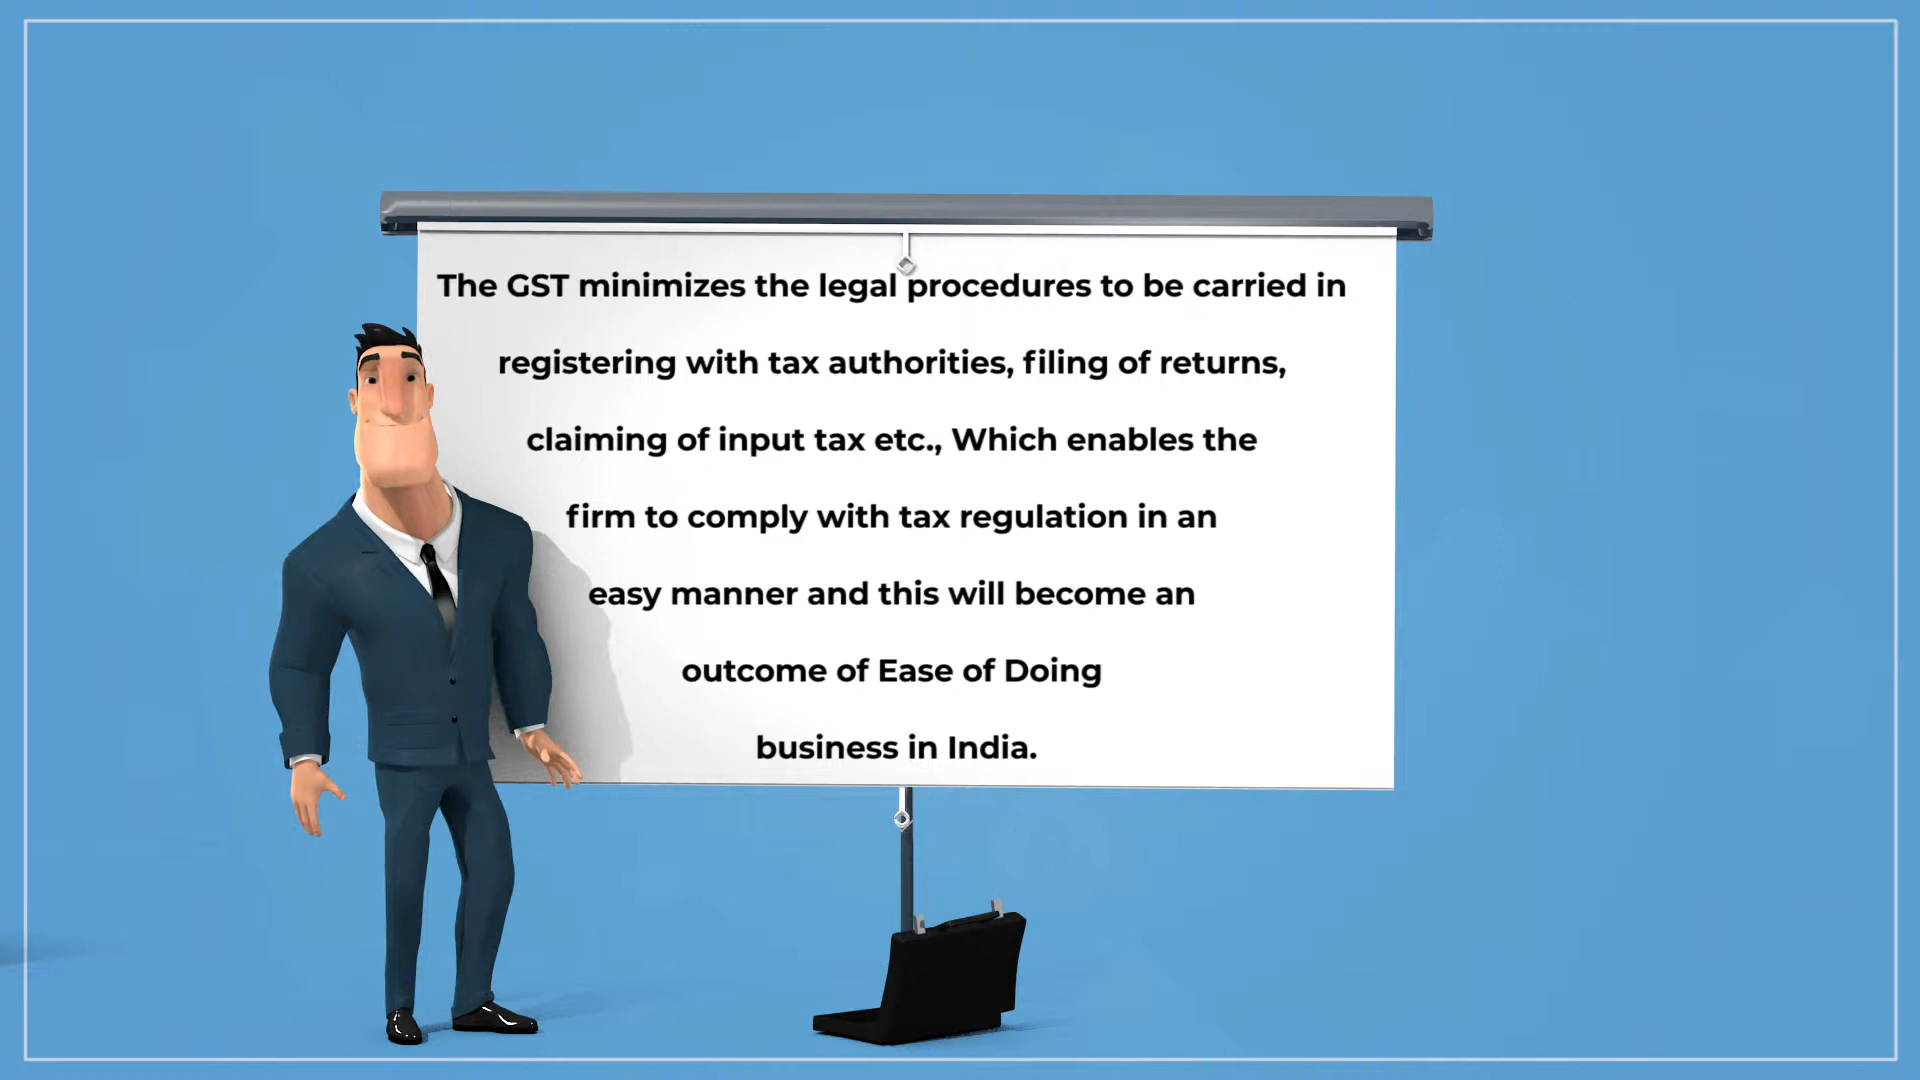 The GST minimizes the legal procedures to be carried in
registering with tax authorities, filing of returns,
claiming of input tax etc., Which enables the
firm to comply with tax regulation in an
easy manner and this will become an
outcome of Ease of Doing
business in India.